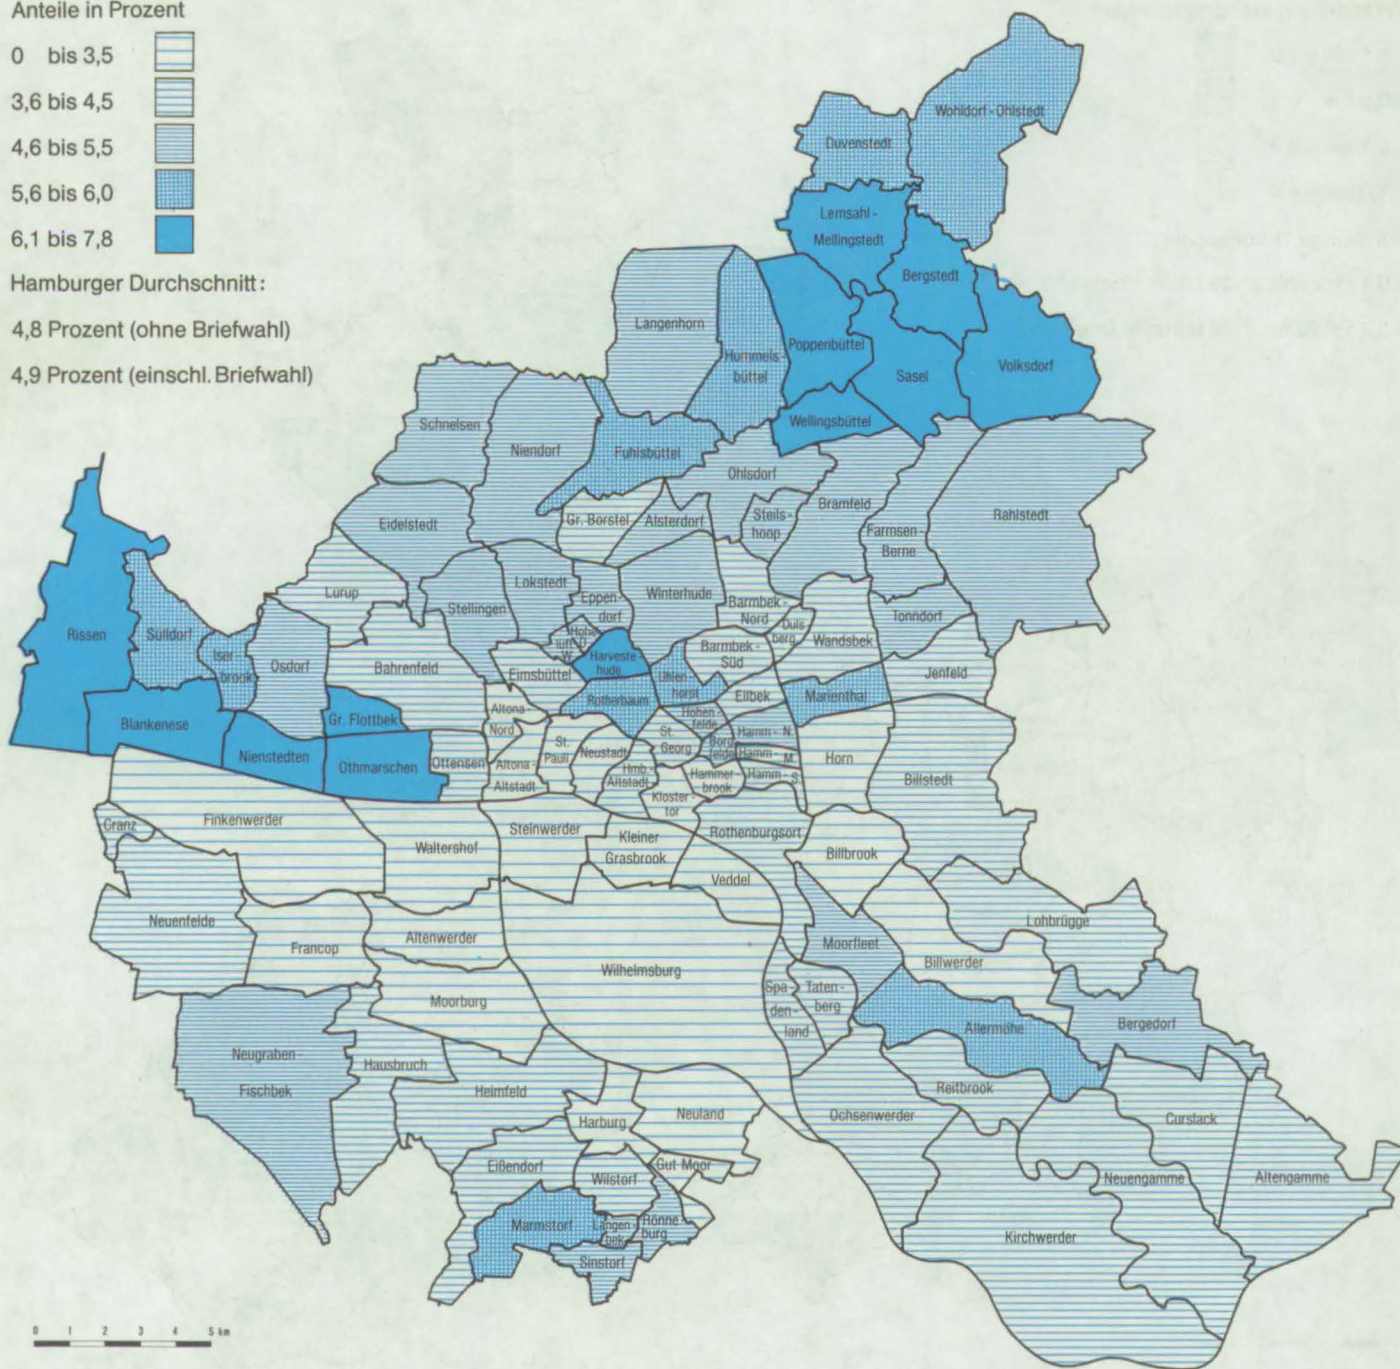 Anteile in Prozent
0 bis 3,5
3,6 bis 4,5
4,6 bis 5,5
5,6 bis 6,0
6,1 bis 7,8
Hamburger Durchschnitt:
4,8 Prozent (ohne Briefwahl)
4,9 Prozent (einschl. Briefwahl)
Wohldorf-Ohlstedt
Duvenstedt
Lemsahl-
Mellingstedt
Bergstedt
Langenhorn
Hummels-
büttel
Poppenbüttel
Sasel
Volksdorf
Wellingsbüttel
Schnelsen
Niendorf
Fuhlsbüttel
Ohlsdorf
Eidelstedt
Gr. Borstel
Alsterdorf
Steils-
hoop
Bramfeld
Farmsen-
Berne
Rahlstedt
Lurup
Stellingen
Lokstedt
Eppen-
dorf
Winterhude
Barmbek-
Nord
Duls
berg
Wandsbek
Tonndorf
Rissen
Sülldorf
Iser
brook
Osdorf
Bahrenfeld
Eimsbüttel
Hohe
luft
O.
W.
Harveste-
hude
Barmbek-
Süd
Jenfeld
Rotherbaum
Uhlen
horst
Eilbek
Marienthal
Blankenese
Gr. Flottbek
Nienstedten
Othmarschen
Ottensen
Altona-
Nord
Altona-
Altstadt
St.
Pauli
Neustadt
Hmb.-
Altstadt
St.
Georg
Hohen-
felde
Borg
felde
Hamm-N.
Hamm-M.
Hamm-S.
Hammer-
brook
Kloster-
tor
Horn
Billstedt
Finkenwerder
Cranz
Waltershof
Steinwerder
Kleiner
Grasbrook
Rothenburgsort
Veddel
Billbrook
Neuenfelde
Francop
Altenwerder
Moorburg
Wilhelmsburg
Moorfleet
Billwerder
Lohbrügge
Spa-
den-
land
Taten-
berg
Allermöhe
Bergedorf
Neugraben-
Fischbek
Hausbruch
Heimfeld
Harburg
Neuland
Ochsenwerder
Reitbrook
Curslack
Eißendorf
Wilstorf
Gut Moor
Neuengamme
Altengamme
Marmstorf
Langen-
bek
Rönne-
burg
Sinstorf
Kirchwerder
0 1 2 3 4 5 km